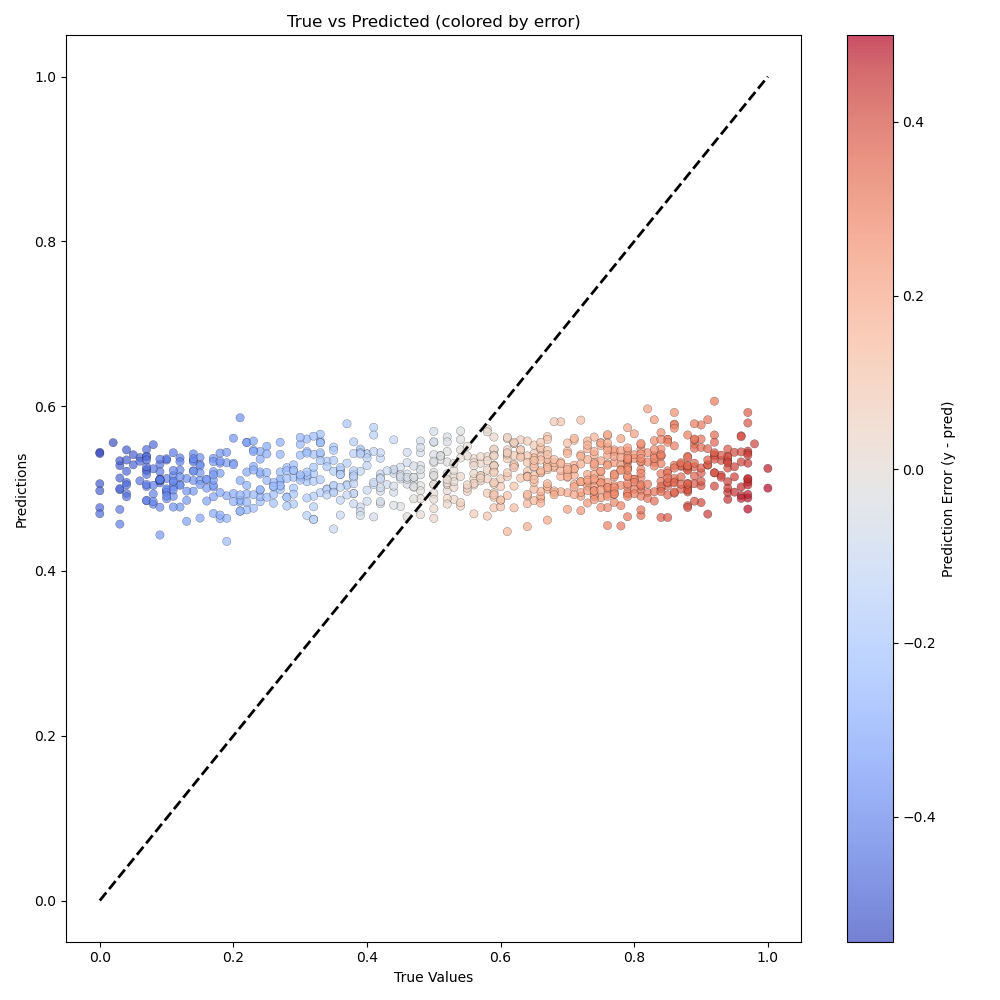 True vs Predicted (colored by error)
1.0
0.8
0.6
0.4
0.2
0.0
Predictions
0.0 0.2 0.4 0.6 0.8 1.0
True Values
0.4
0.2
0.0
−0.2
−0.4
Prediction Error (y - pred)